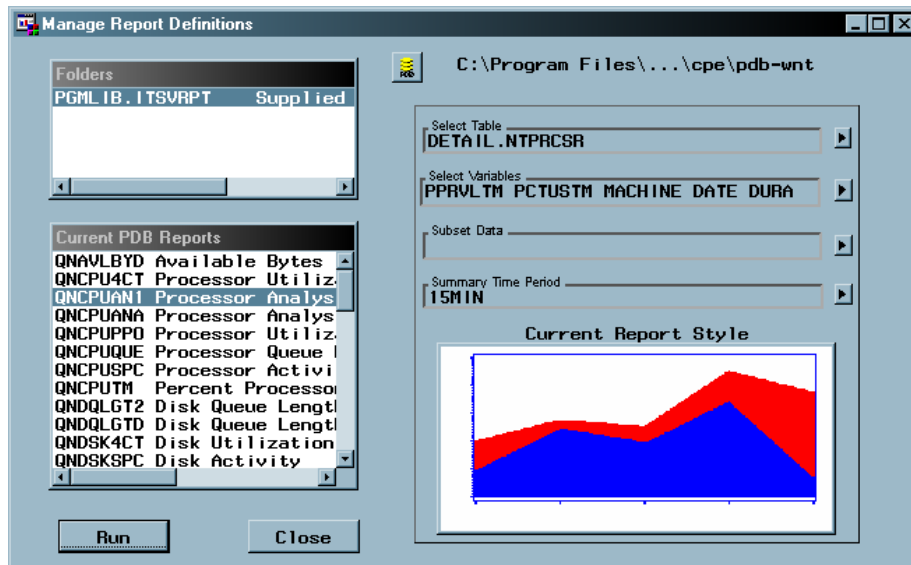 Manage Report Definitions
Folders
PGMLIB.ITSVRPT Supplied
Current PDB Reports
QNAVLBYD Available Bytes
QNCPU4CT Processor Utiliz
QNCPUAN1 Processor Analys
QNCPUANA Processor Analys
QNCPUPPO Processor Utiliz
QNCPUQUE Processor Queue
QNCPUSPC Processor Activi
QNCPUTM Percent Processo
QNDQLGT2 Disk Queue Lengt
QNDQLGTD Disk Queue Lengt
QNDSK4CT Disk Utilization
QNDSKSPC Disk Activity
Run
Close
PDB
C:\Program Files\...\cpe\pdb-wnt
Select Table
DETAIL.NTPRCSR
Select Variables
PPRVLTM PCTUSTM MACHINE DATE DURA
Subset Data
Summary Time Period
15MIN
Current Report Style